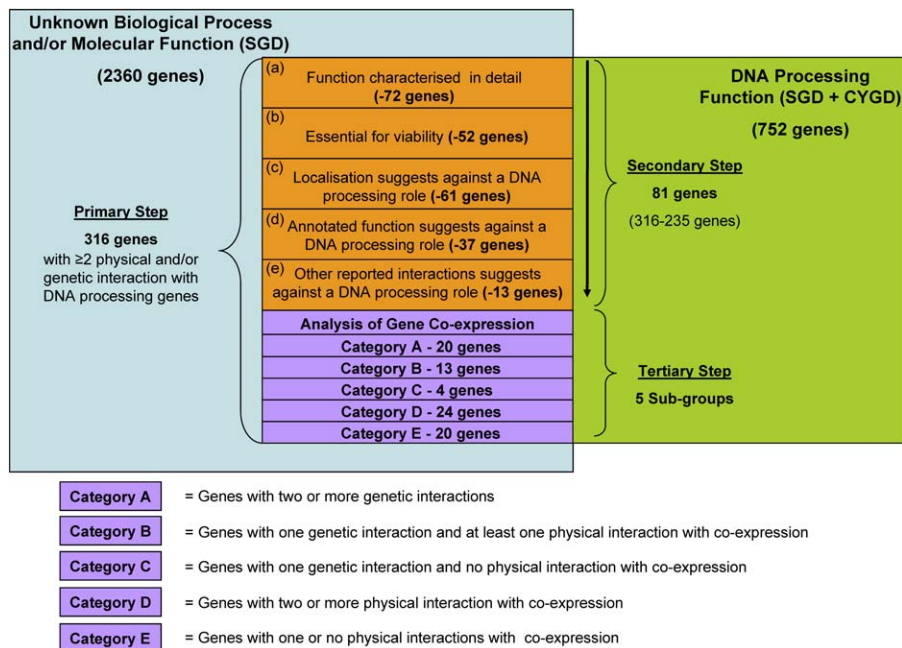 Unknown Biological Process
and/or Molecular Function (SGD)
(2360 genes)
Primary Step
316 genes
with ≥2 physical and/or
genetic interaction with
DNA processing genes
(a)
Function characterised in detail
(-72 genes)
(b)
Essential for viability (-52 genes)
(c)
Localisation suggests against a DNA
processing role (-61 genes)
(d)
Annotated function suggests against a
DNA processing role (-37 genes)
(e)
Other reported interactions suggests
against a DNA processing role (-13 genes)
Analysis of Gene Co-expression
Category A - 20 genes
Category B - 13 genes
Category C - 4 genes
Category D - 24 genes
Category E - 20 genes
DNA Processing
Function (SGD + CYGD)
(752 genes)
Secondary Step
81 genes
(316-235 genes)
Tertiary Step
5 Sub-groups
Category A = Genes with two or more genetic interactions
Category B = Genes with one genetic interaction and at least one physical interaction with co-expression
Category C = Genes with one genetic interaction and no physical interaction with co-expression
Category D = Genes with two or more physical interaction with co-expression
Category E = Genes with one or no physical interactions with co-expression